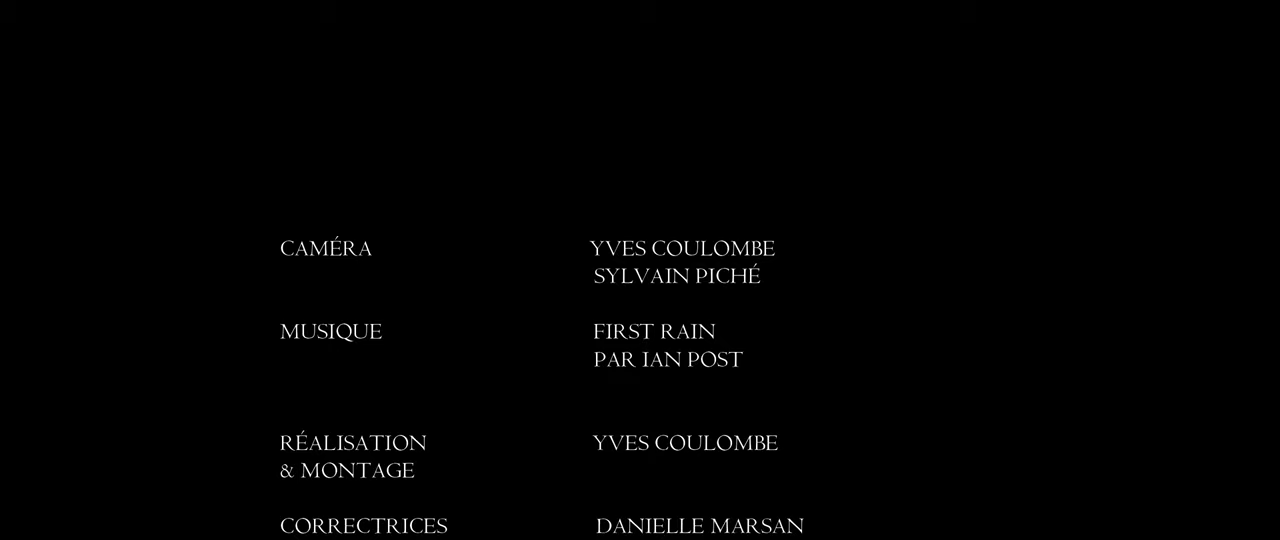 CAMÉRA YVES COULOMBE
SYLVAIN PICHÉ
MUSIQUE FIRST RAIN
PAR IAN POST
RÉALISATION YVES COULOMBE
& MONTAGE
CORRECTRICES DANIELLE MARSAN